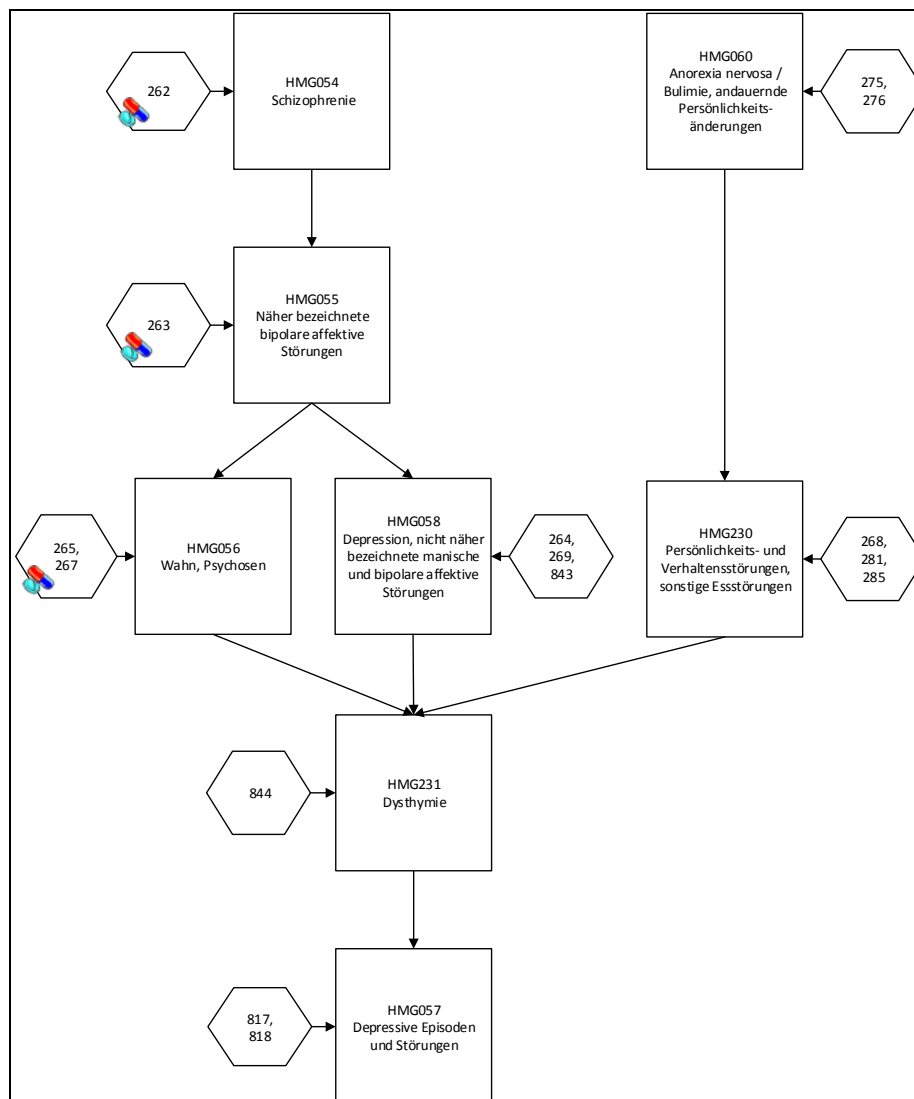 262
HMG054
Schizophrenie
HMG060
Anorexia nervosa /
Bulimie, andauernde
Persönlichkeits-
änderungen
275,
276
263
HMG055
Näher bezeichnete
bipolare affektive
Störungen
265,
267
HMG056
Wahn, Psychosen
HMG058
Depression, nicht näher
bezeichnete manische
und bipolare affektive
Störungen
264,
269,
843
HMG230
Persönlichkeits- und
Verhaltensstörungen,
sonstige Essstörungen
268,
281,
285
844
HMG231
Dysthymie
817,
818
HMG057
Depressive Episoden
und Störungen